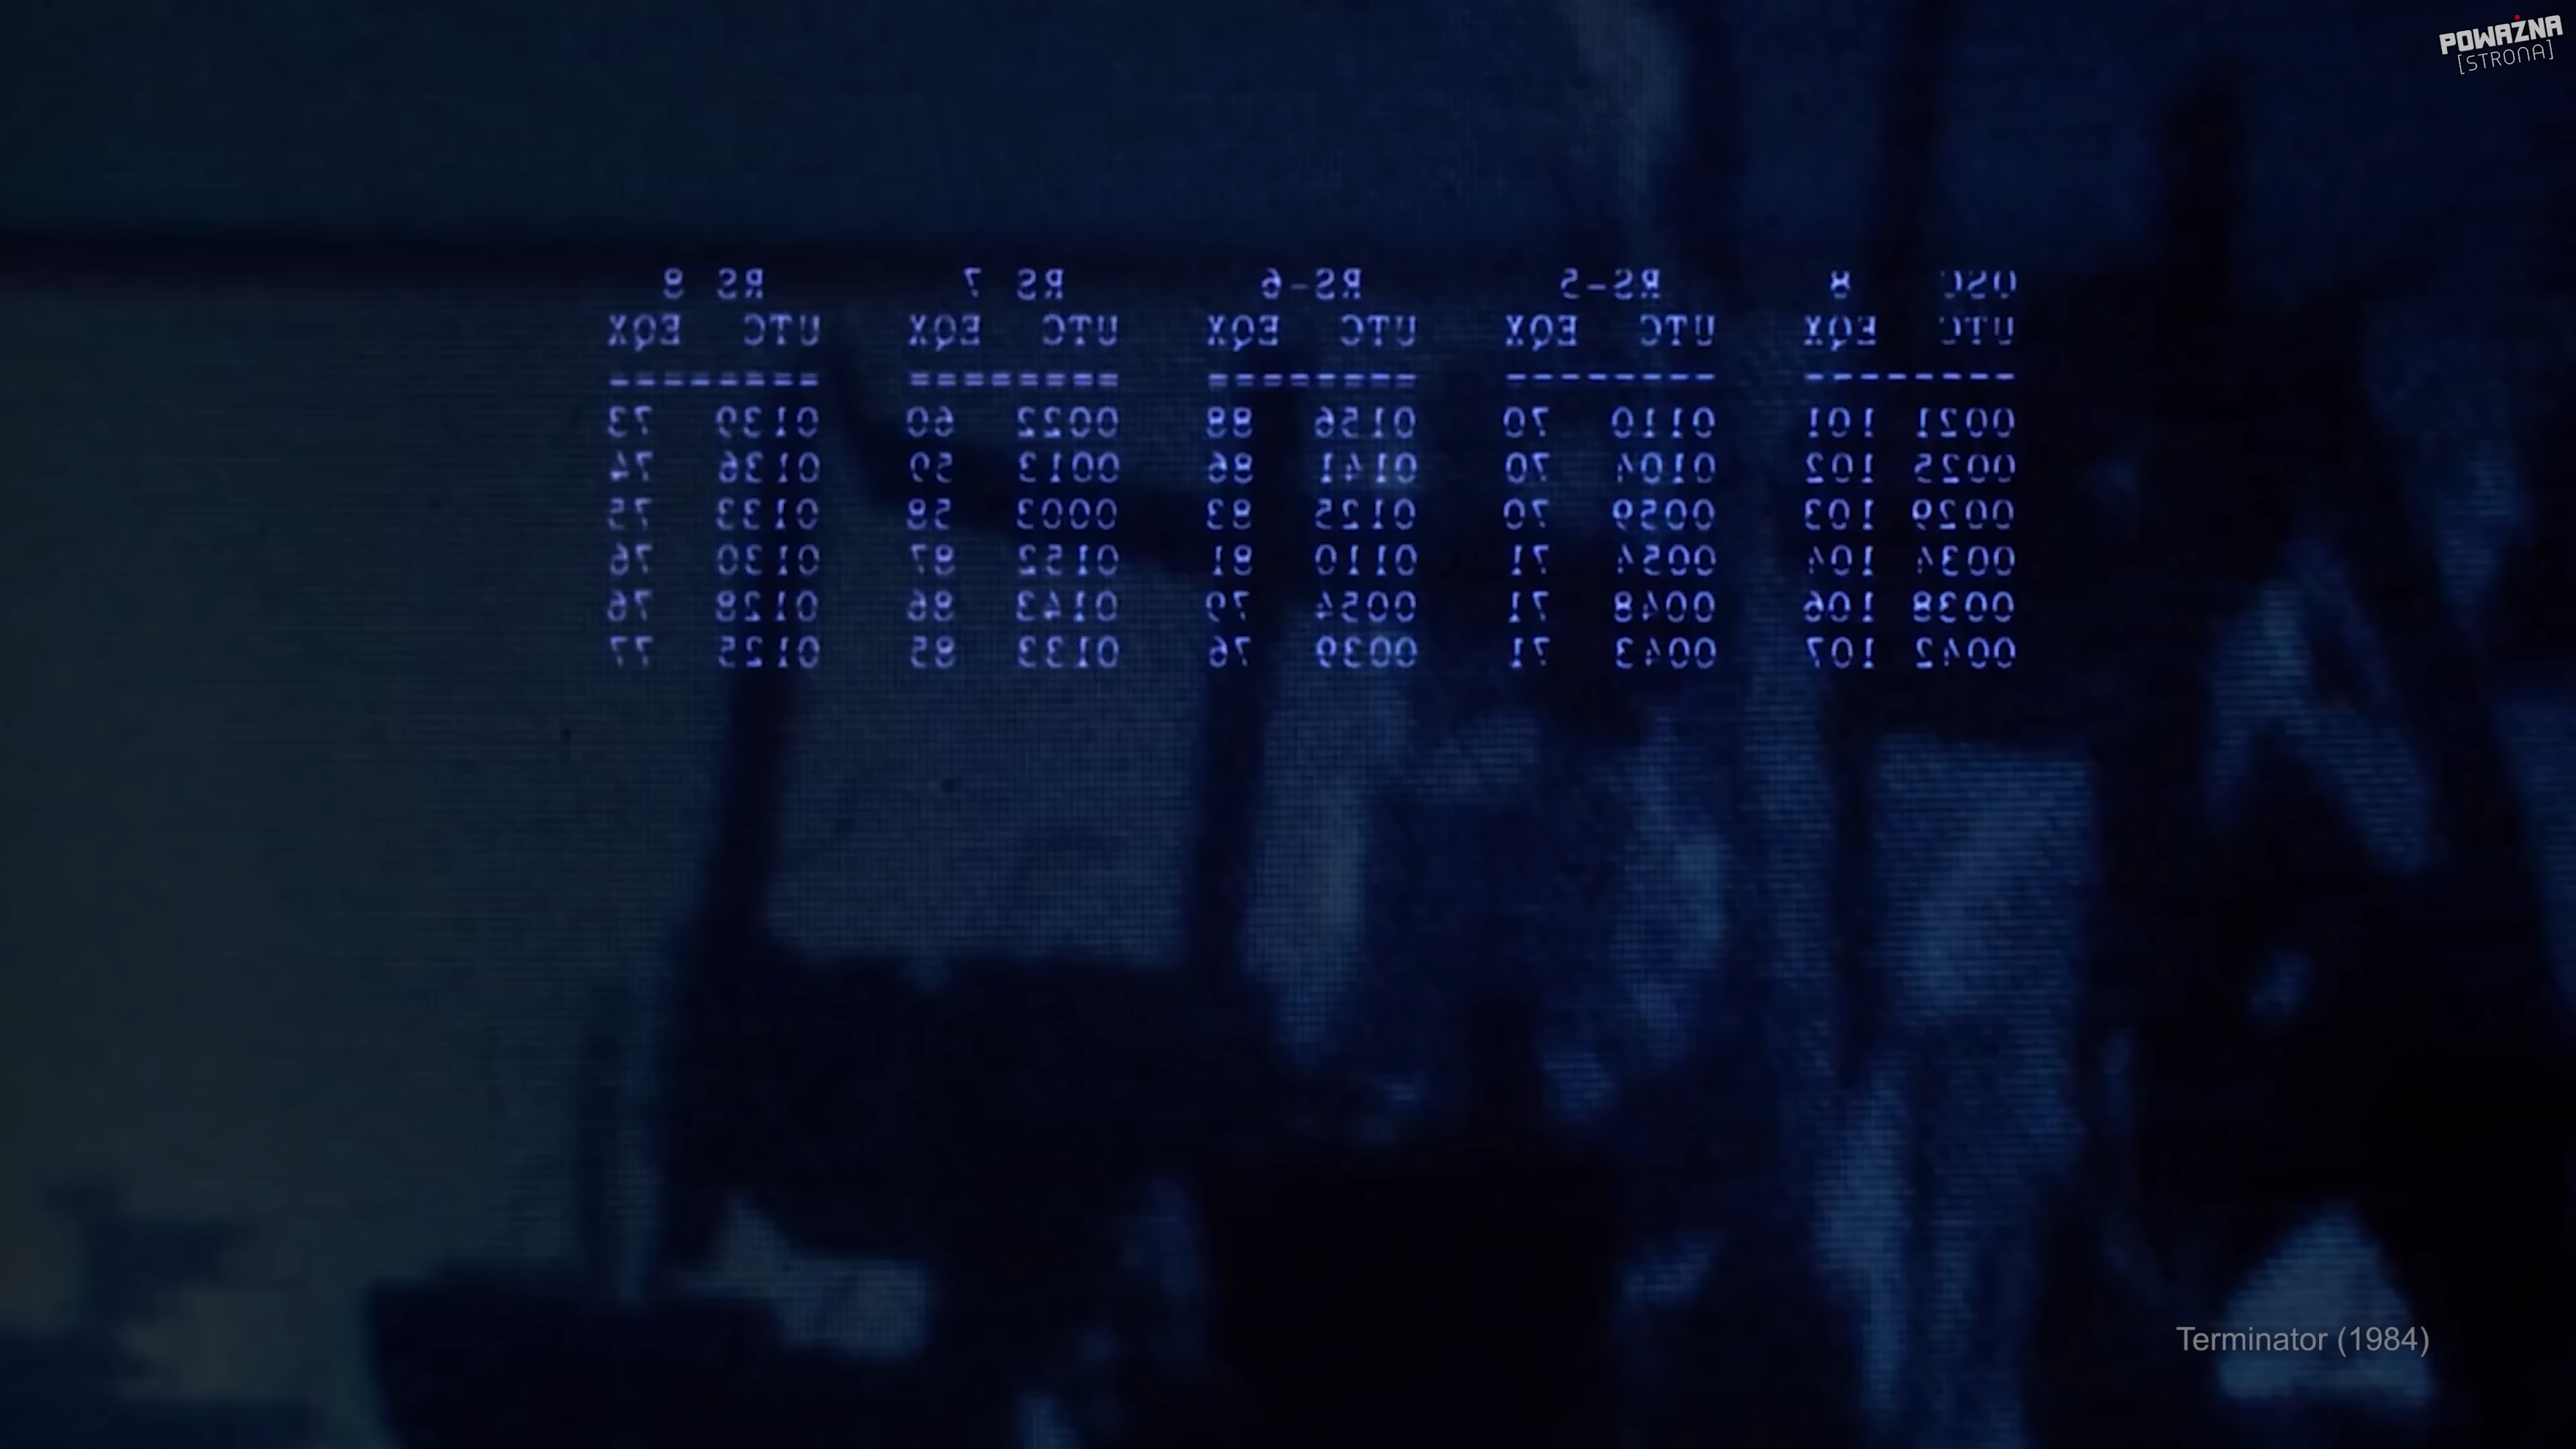 POWAŻNA
[STRONA]
OSC 8 RS-5 RS-6 RS 7 RS 8
UTC EQX UTC EQX UTC EQX UTC EQX UTC EQX
0021 101 0110 70 0156 88 0022 60 0139 73
0025 102 0104 70 0141 86 0013 59 0136 74
0029 103 0059 70 0125 83 0003 58 0133 75
0034 104 0054 71 0110 81 0152 87 0130 76
0038 106 0048 71 0054 79 0143 86 0128 76
0042 107 0043 71 0039 76 0133 85 0125 77
Terminator (1984)